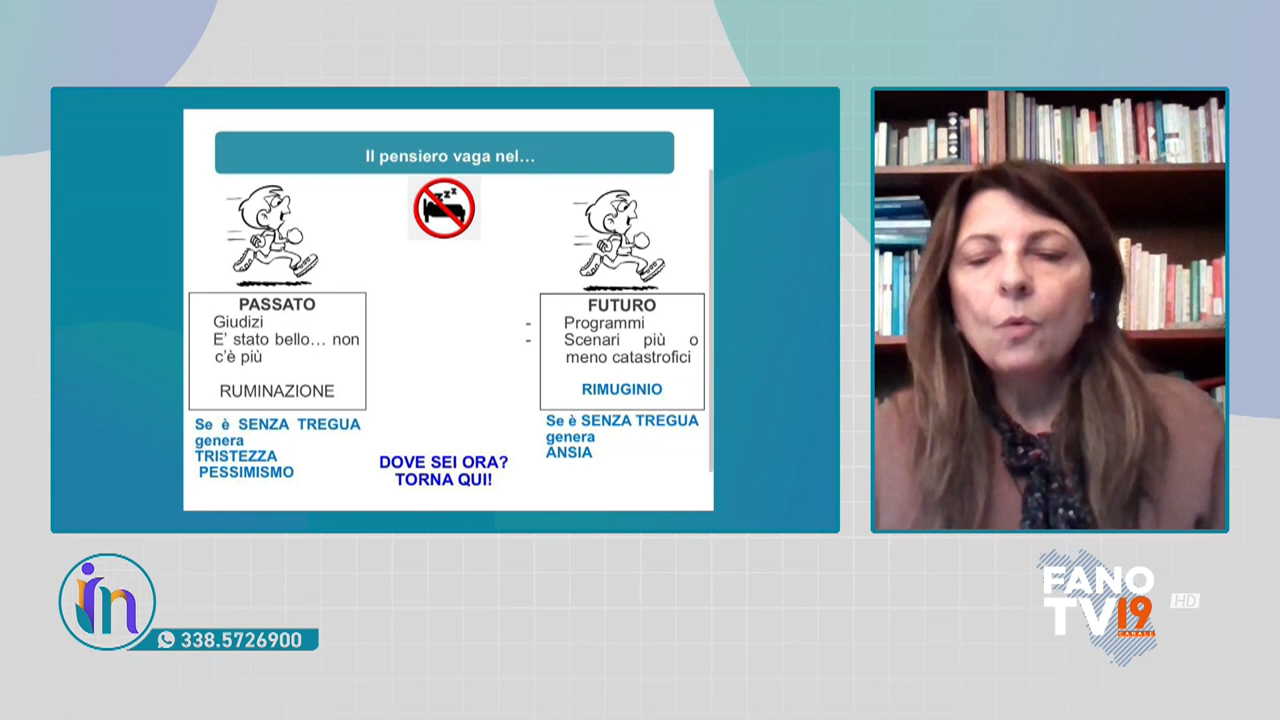 Il pensiero vaga nel...
zzz
PASSATO
Giudizi
E' stato bello... non
c'è più
RUMINAZIONE
Se è SENZA TREGUA
genera
TRISTEZZA
PESSIMISMO
DOVE SEI ORA?
TORNA QUI!
FUTURO
- Programmi
- Scenari più o
meno catastrofici
RIMUGINIO
Se è SENZA TREGUA
genera
ANSIA
in
338.5726900
FANO
TV19
CANALE
HD